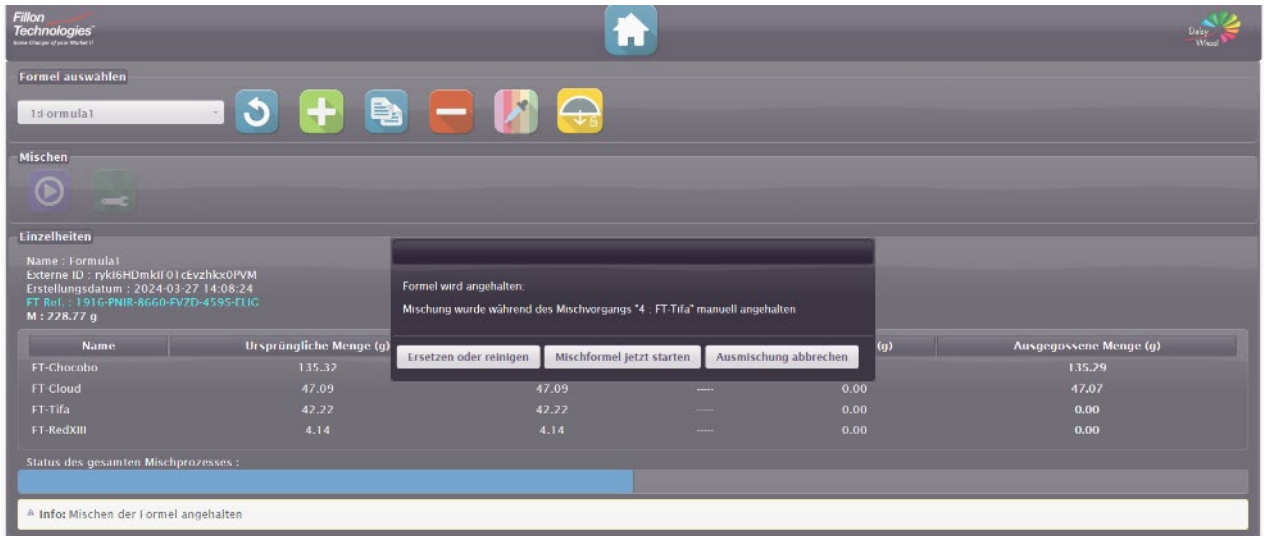 Fillon
Technologies
Daisy
Wheel
Formel auswählen
1:Formula1
5
Mischen
Einzelheiten
Name : Formula1
Erstellungsdatum : 2024-03-27 14:08:24
FT Ref. : 1916-PNIR-8660-FVZD-4595-ELIG
M : 228.77 g
Formel wird angehalten:
Mischung wurde während des Mischvorgangs "4 : FT-Tifa" manuell angehalten
Ersetzen oder reinigen Mischformel jetzt starten Ausmischung abbrechen
Name Ursprüngliche Menge (g) (g) Ausgegossene Menge (g)
FT-Chocobo 135.32 135.29
FT-Cloud 47.09 47.09 ----- 0.00 47.07
FT-Tifa 42.22 42.22 ----- 0.00 0.00
FT-RedXIII 4.14 4.14 ----- 0.00 0.00
Status des gesamten Mischprozesses :
Info: Mischen der Formel angehalten